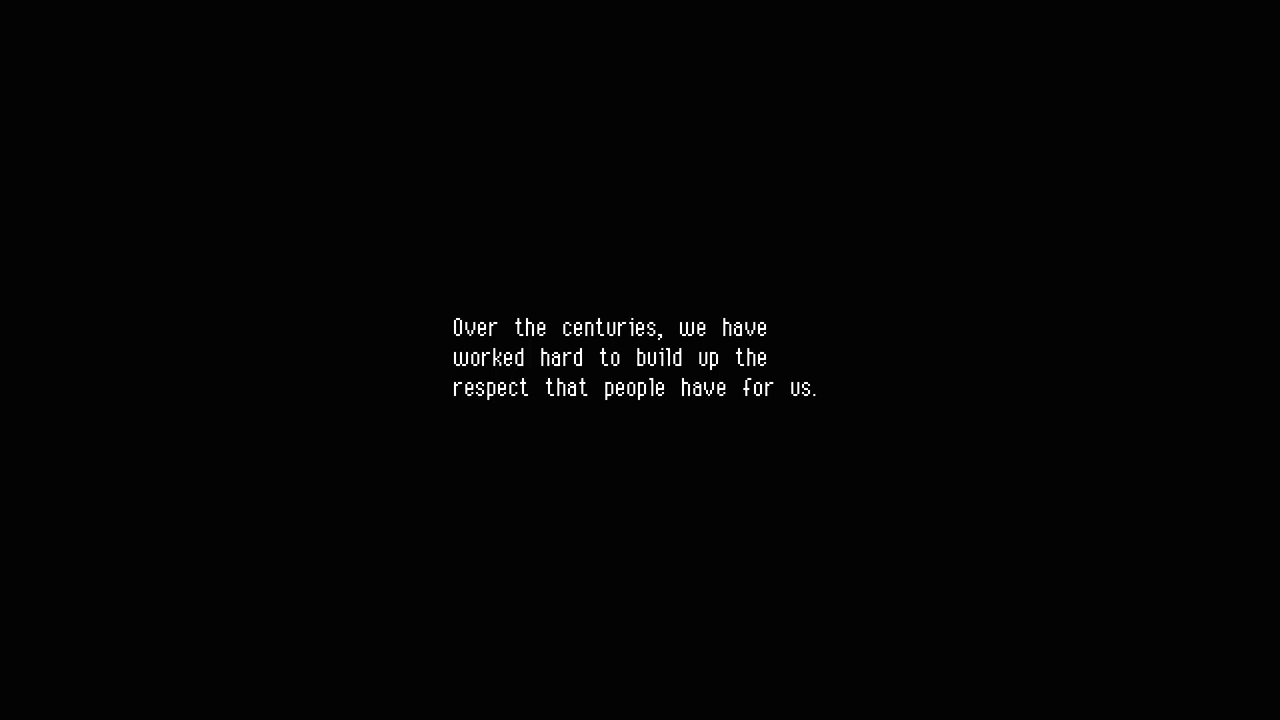 Over the centuries, we have
worked hard to build up the
respect that people have for us.